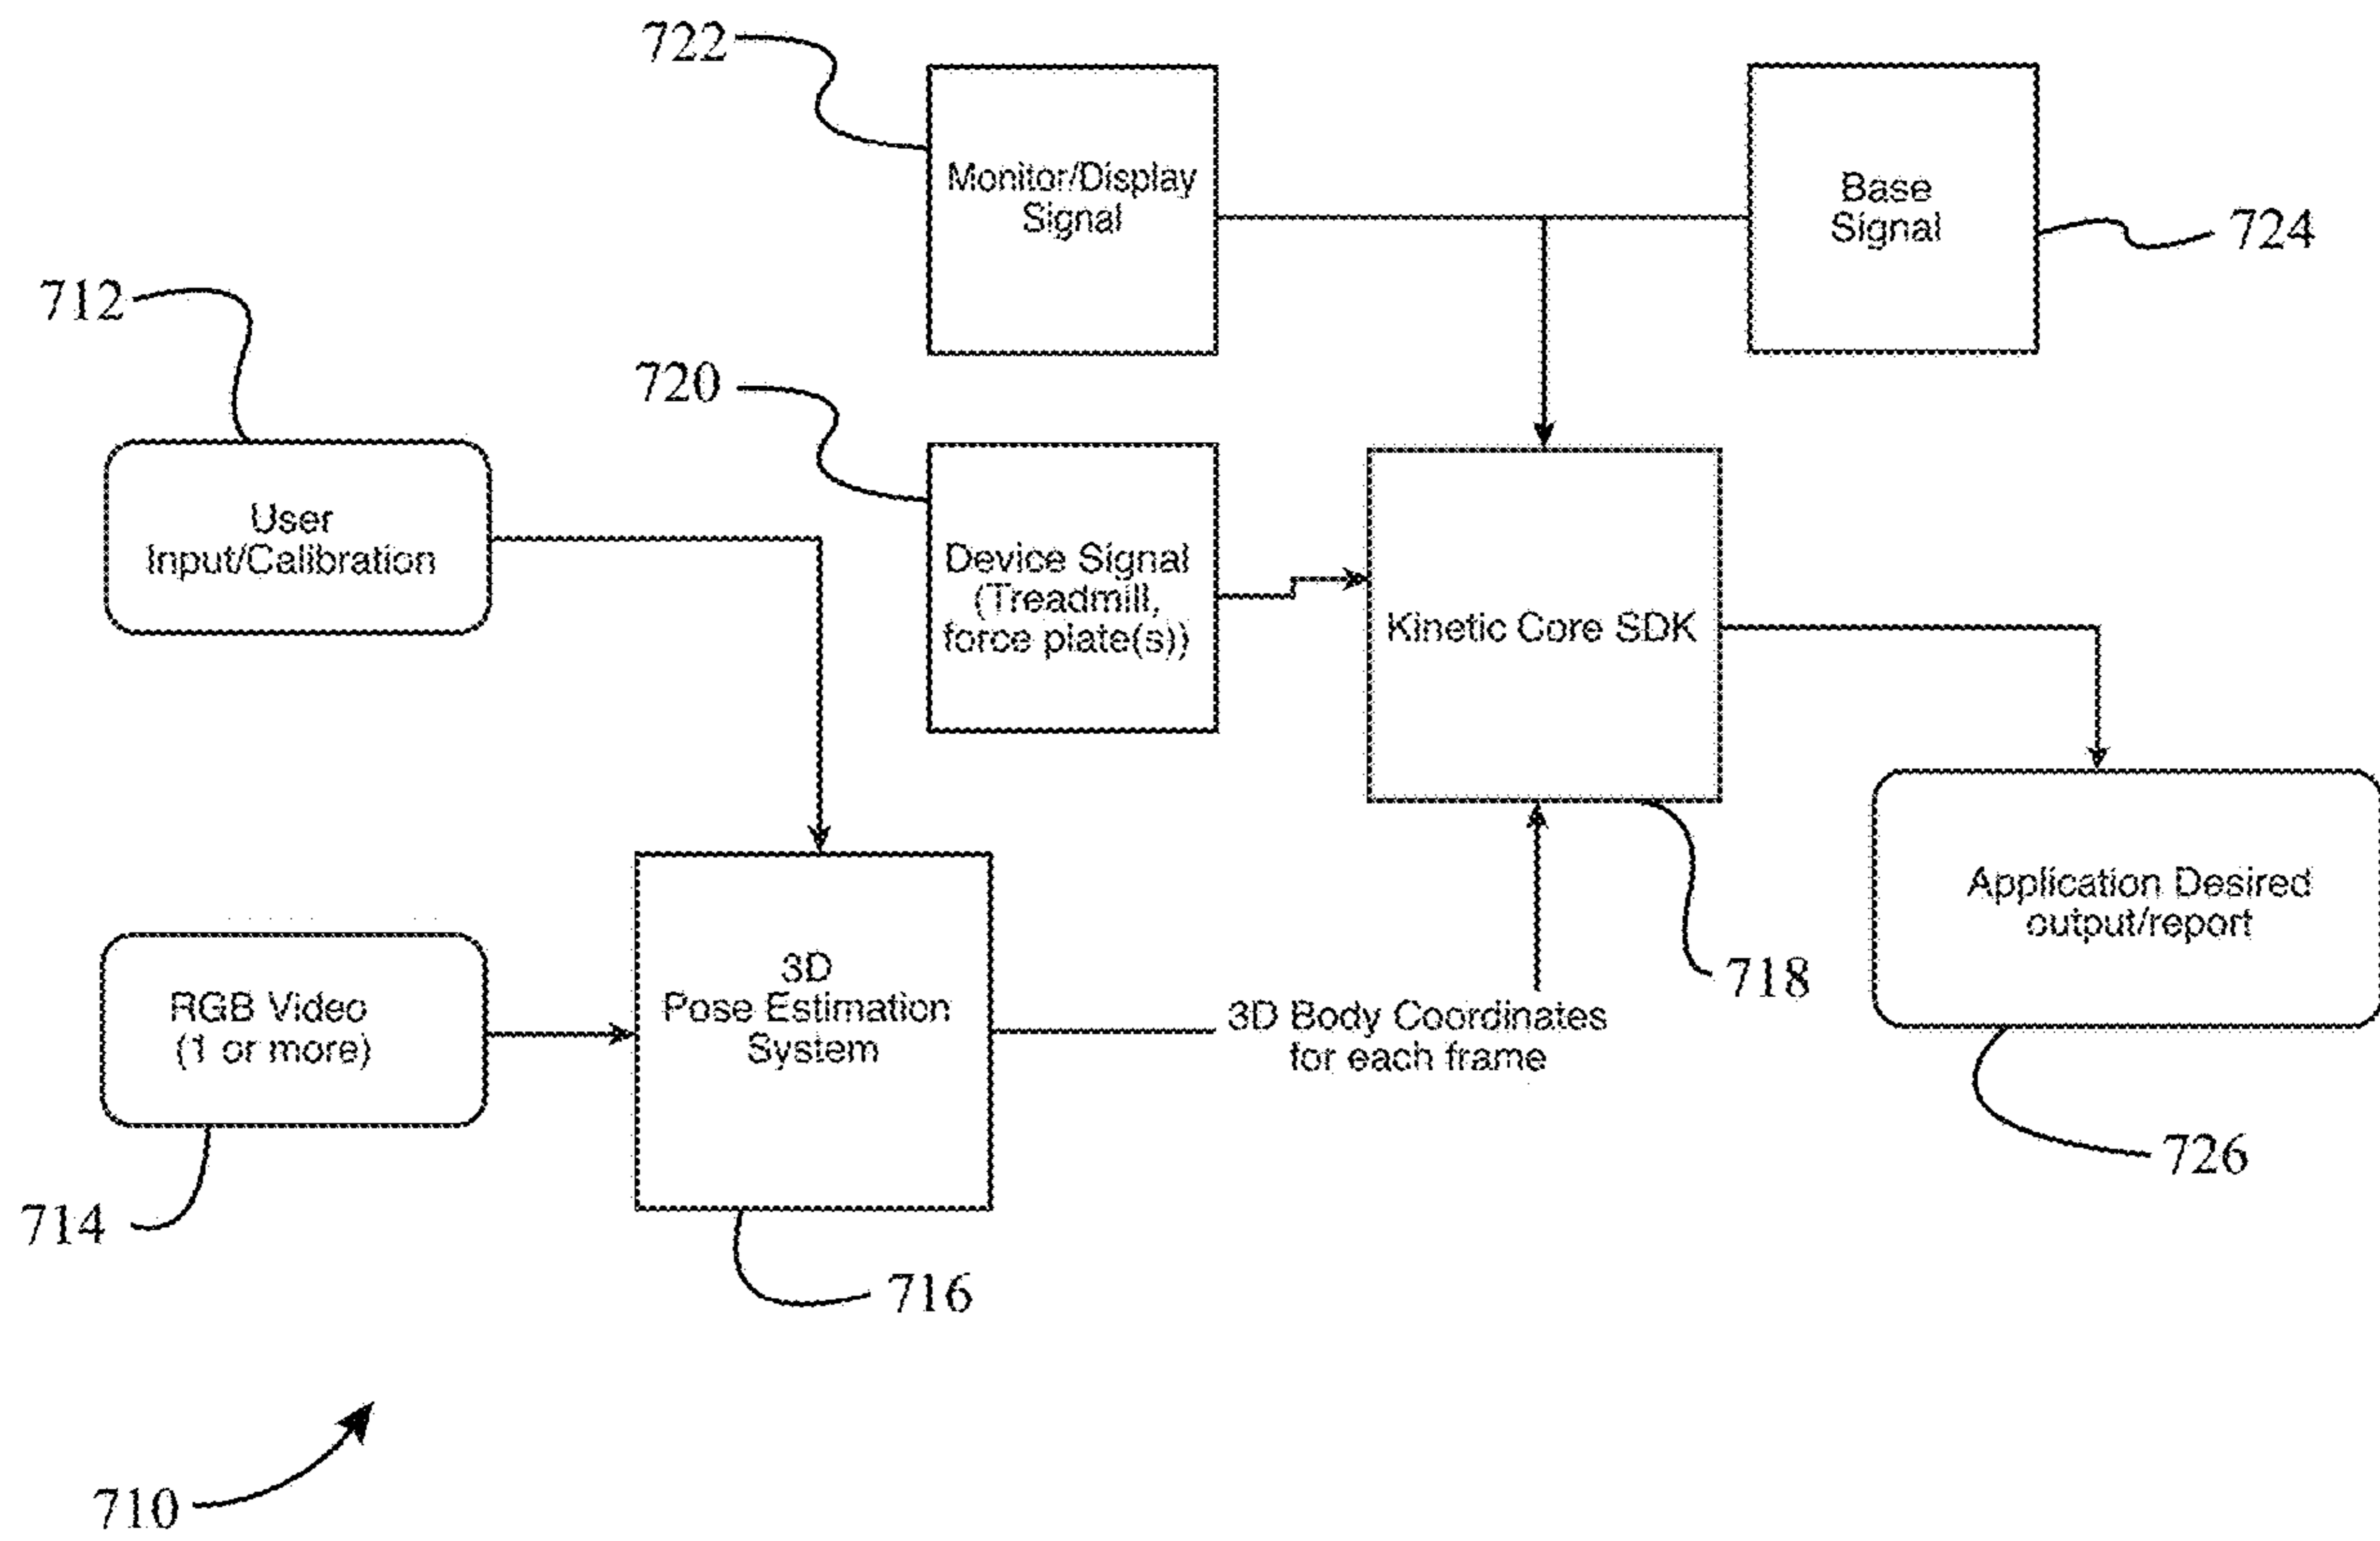 722
Monitor/Display
Signal
Base
Signal
724
712
720
User
Input/Calibration
Device Signal
(Treadmill,
force plate(s))
Kinetic Core SDK
Application Desired
output/report
RGB Video
(1 or more)
3D
Pose Estimation
System
3D Body Coordinates
for each frame
718
726
714
716
710